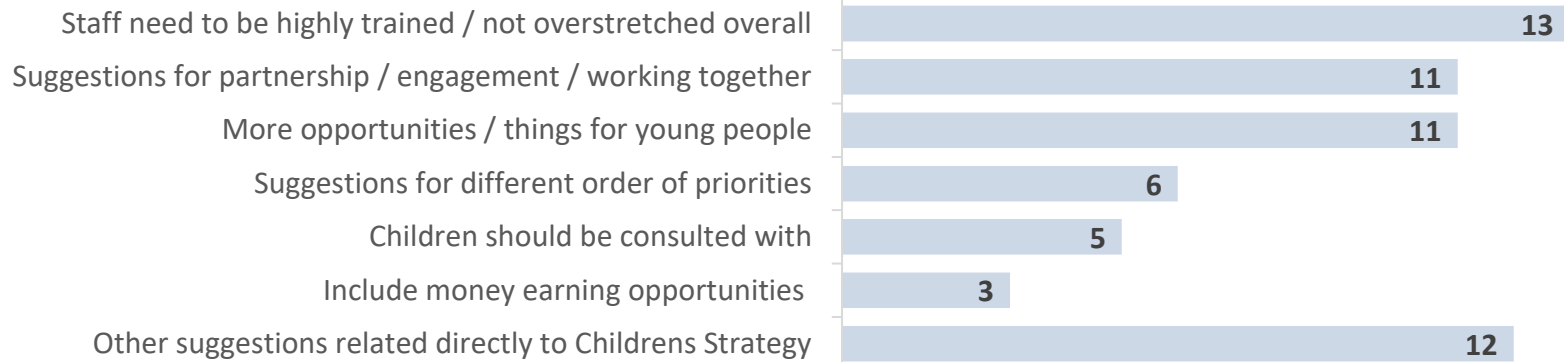 Staff need to be highly trained / not overstretched overall 13
Suggestions for partnership / engagement / working together 11
More opportunities / things for young people 11
Suggestions for different order of priorities 6
Children should be consulted with 5
Include money earning opportunities 3
Other suggestions related directly to Childrens Strategy 12